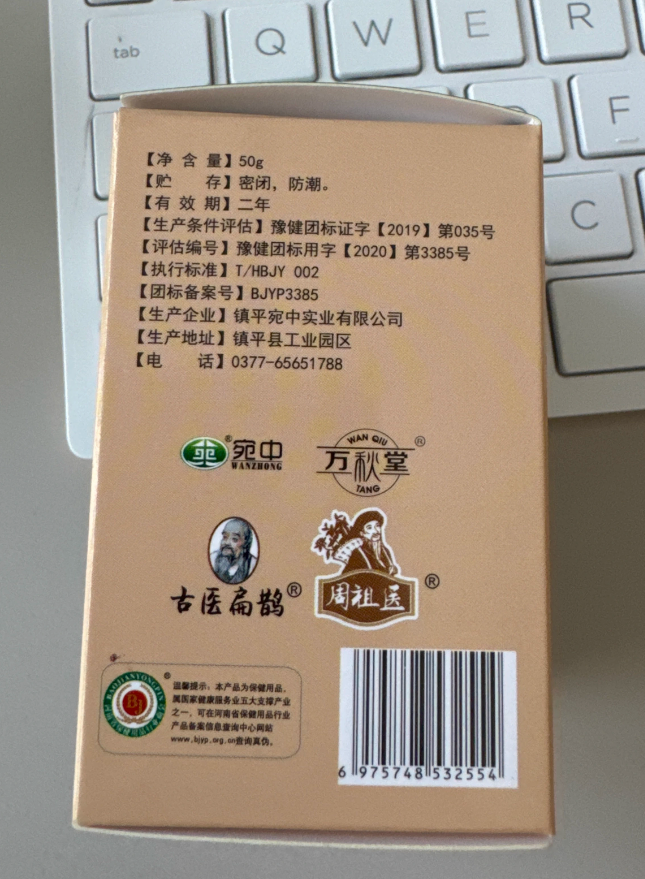 tab
Q
W
E
R
F
C
【净 含 量】50g
【贮 存】密闭，防潮。
【有 效 期】二年
【生产条件评估】豫健团标证字【2019】第035号
【评估编号】豫健团标用字【2020】第3385号
【执行标准】T/HBJY 002
【团标备案号】BJYP3385
【生产企业】镇平宛中实业有限公司
【生产地址】镇平县工业园区
【电 话】0377-65651788
®宛中
WANZHONG
WAN QIU
万秋堂®
TANG
古医扁鹊®
周祖医®
BAOJIANYONGPIN
BJ
®
温馨提示：本产品为保健用品，
属国家健康服务业五大支撑产业
之一，可在河南省保健用品行业
产品备案信息查询中心网站
www.bjyp.org.cn查询真伪。
6 975748 532554